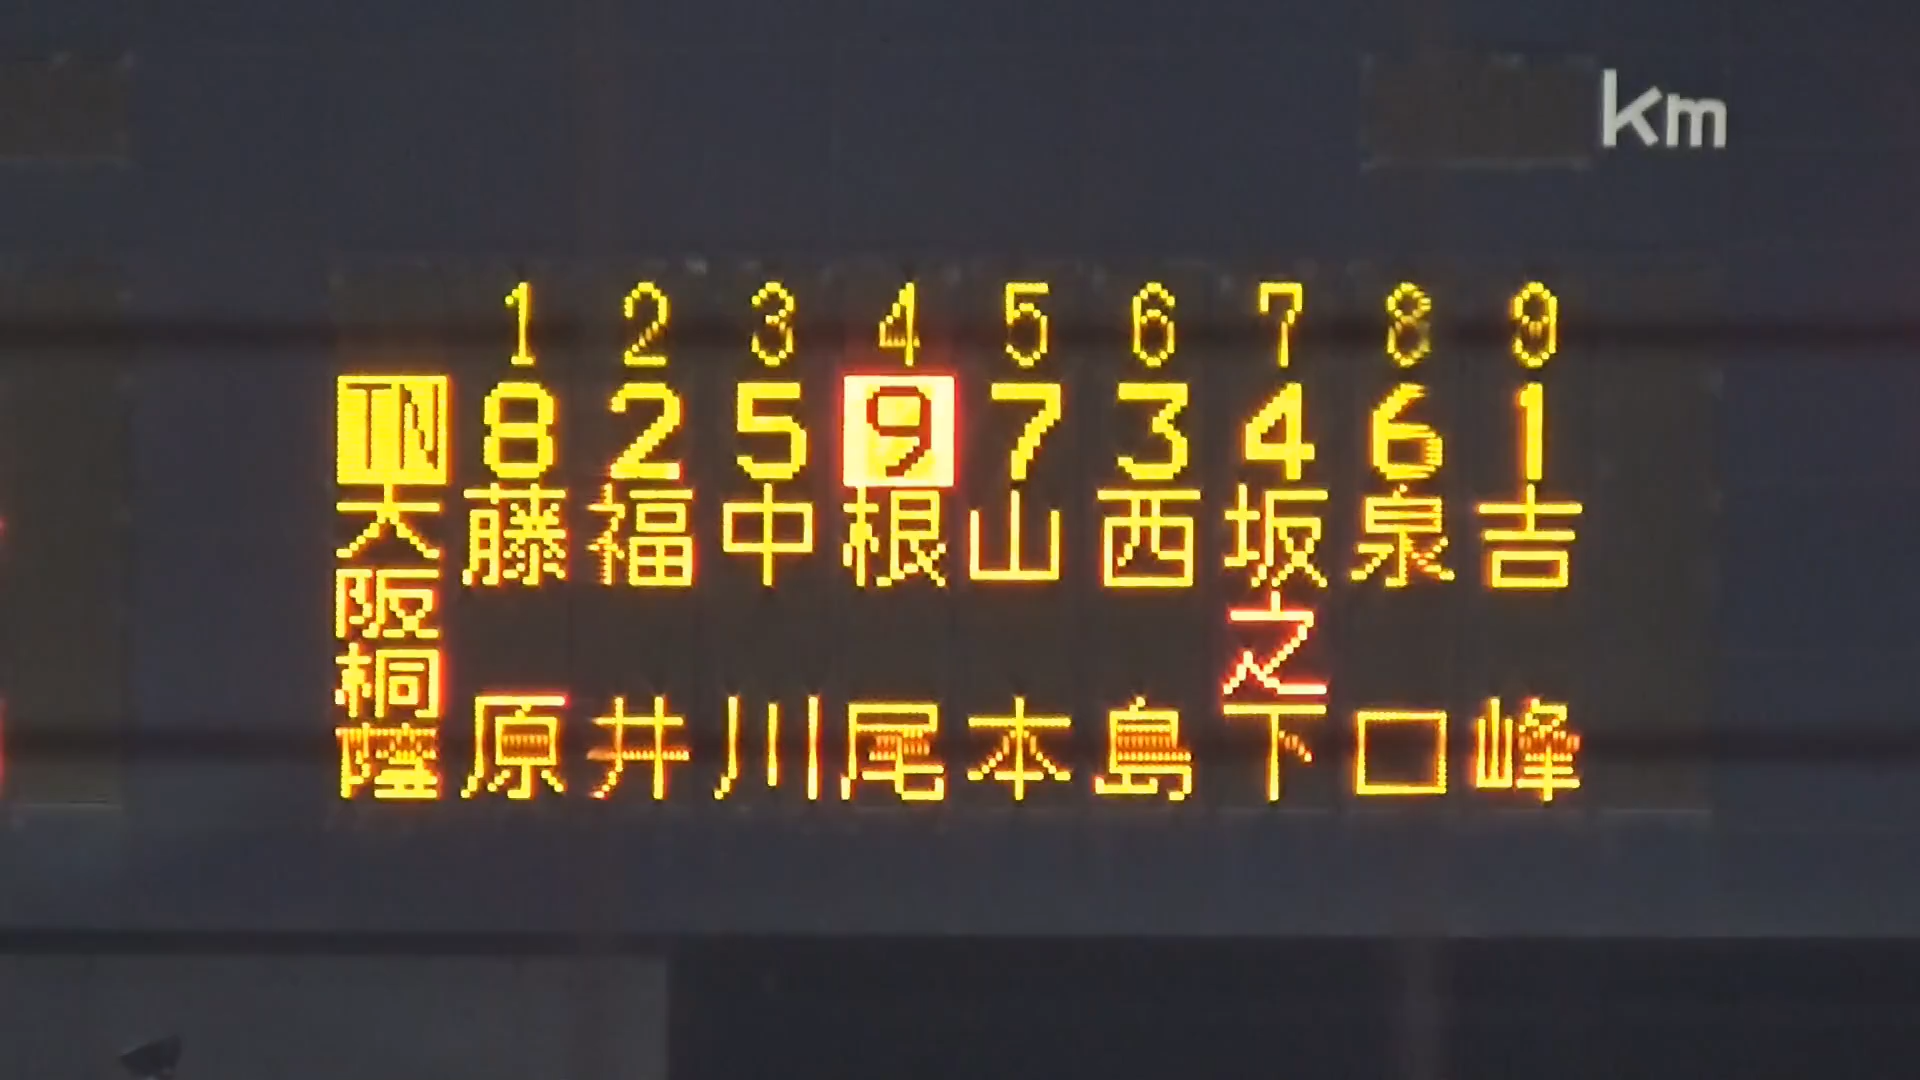 km
1 2 3 4 5 6 7 8 9
TN 8 2 5 9 7 3 4 6 1
大阪桐蔭
藤原
福井
中川
根尾
山本
西島
坂之下
泉口
吉峰